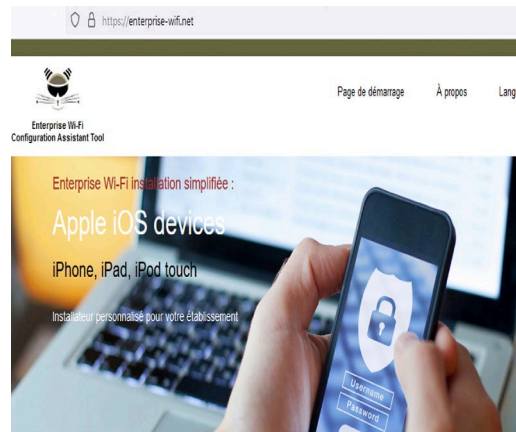 https://enterprise-wifi.net
Page de démarrage À propos Lang
Enterprise Wi-Fi
Configuration Assistant Tool
Enterprise Wi-Fi installation simplifiée :
Apple iOS devices
iPhone, iPad, iPod touch
Installateur personnalisé pour votre établissement
Username
Password